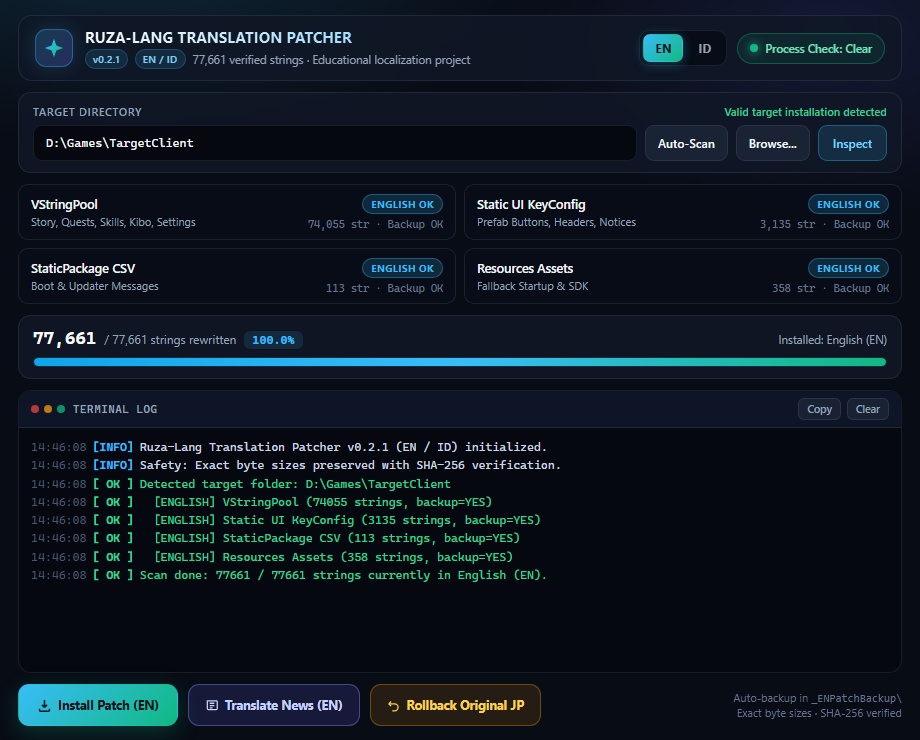 RUZA-LANG TRANSLATION PATCHER
v0.2.1 EN / ID 77,661 verified strings · Educational localization project
EN ID
Process Check: Clear
TARGET DIRECTORY
Valid target installation detected
D:\Games\TargetClient
Auto-Scan Browse... Inspect
VStringPool
ENGLISH OK
Story, Quests, Skills, Kibo, Settings
74,055 str · Backup OK
Static UI KeyConfig
ENGLISH OK
Prefab Buttons, Headers, Notices
3,135 str · Backup OK
StaticPackage CSV
ENGLISH OK
Boot & Updater Messages
113 str · Backup OK
Resources Assets
ENGLISH OK
Fallback Startup & SDK
358 str · Backup OK
77,661 / 77,661 strings rewritten 100.0%
Installed: English (EN)
TERMINAL LOG
Copy Clear
14:46:08 [INFO] Ruza-Lang Translation Patcher v0.2.1 (EN / ID) initialized.
14:46:08 [INFO] Safety: Exact byte sizes preserved with SHA-256 verification.
14:46:08 [ OK ] Detected target folder: D:\Games\TargetClient
14:46:08 [ OK ] [ENGLISH] VStringPool (74055 strings, backup=YES)
14:46:08 [ OK ] [ENGLISH] Static UI KeyConfig (3135 strings, backup=YES)
14:46:08 [ OK ] [ENGLISH] StaticPackage CSV (113 strings, backup=YES)
14:46:08 [ OK ] [ENGLISH] Resources Assets (358 strings, backup=YES)
14:46:08 [ OK ] Scan done: 77661 / 77661 strings currently in English (EN).
Install Patch (EN)
Translate News (EN)
Rollback Original JP
Auto-backup in _ENPatchBackup\
Exact byte sizes · SHA-256 verified